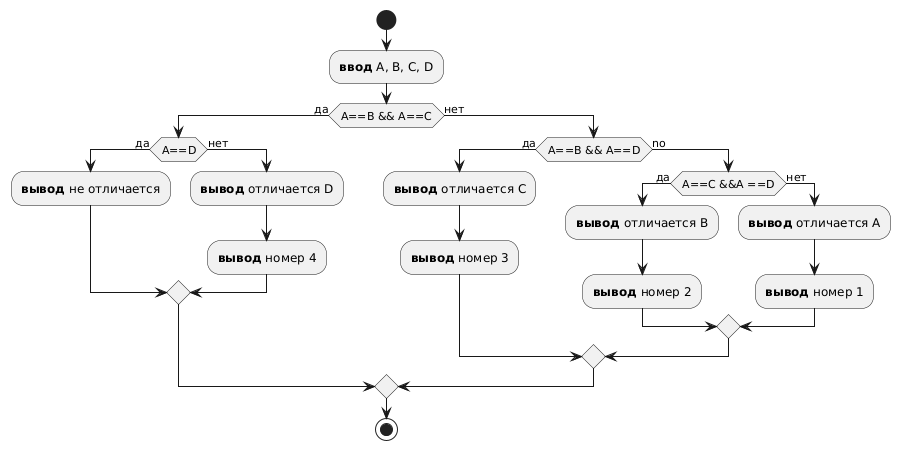 ввод A, B, C, D
да
A==B && A==C
нет
да
A==D
нет
вывод не отличается
вывод отличается D
вывод номер 4
да
A==B && A==D
no
вывод отличается C
вывод номер 3
да
A==C &&A ==D
нет
вывод отличается B
вывод номер 2
вывод отличается A
вывод номер 1